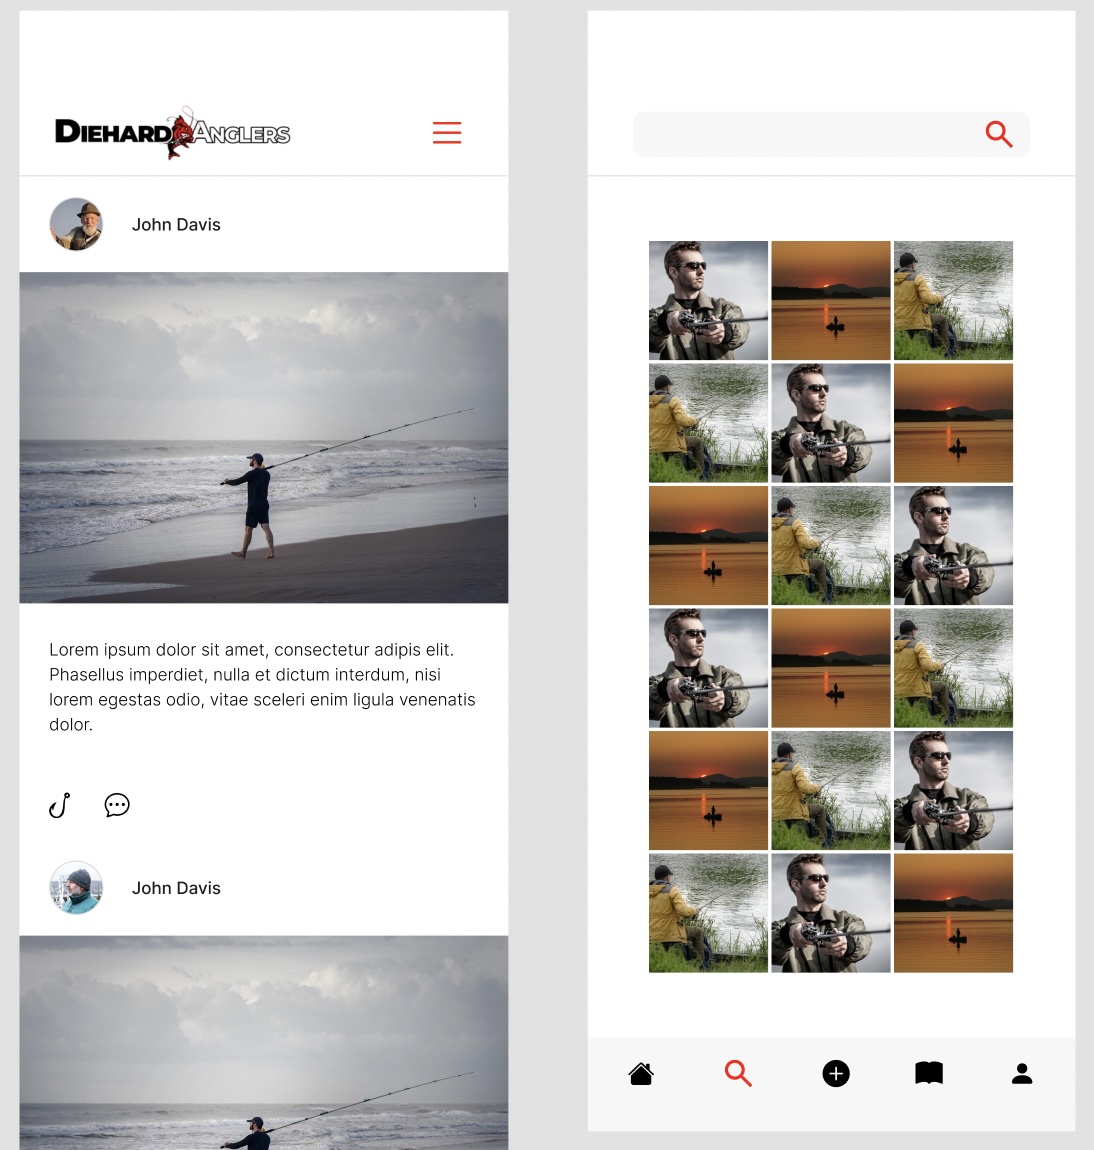 DIEHARD ANGLERS
John Davis
Lorem ipsum dolor sit amet, consectetur adipis elit.
Phasellus imperdiet, nulla et dictum interdum, nisi
lorem egestas odio, vitae sceleri enim ligula venenatis
dolor.
John Davis